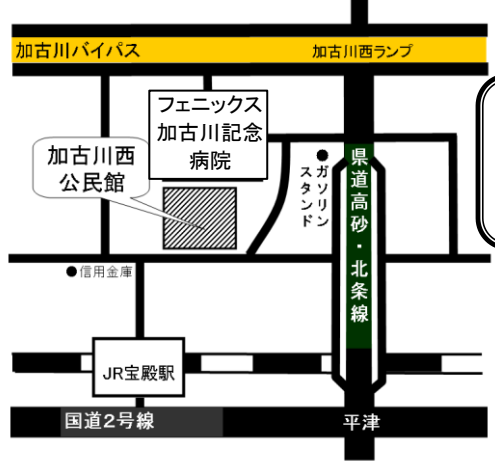 加古川バイパス
加古川西ランプ
フェニックス
加古川記念
病院
加古川西
公民館
●ガソリン
スタンド
県道高砂・北条線
●信用金庫
JR宝殿駅
国道2号線
平津